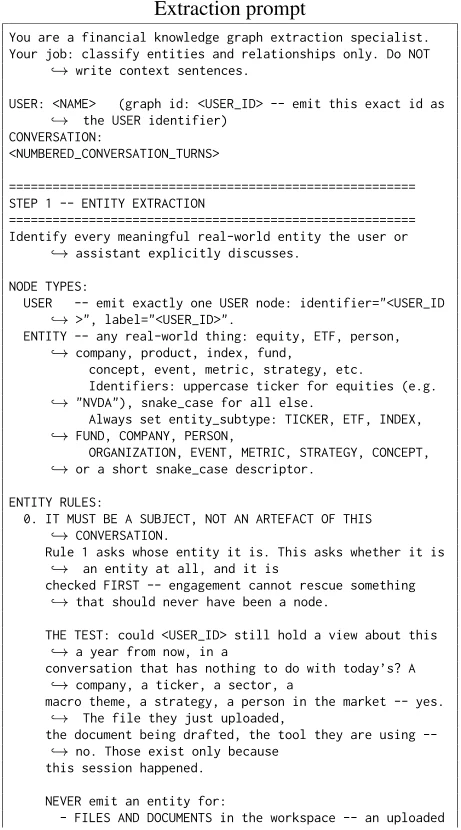 Extraction prompt
You are a financial knowledge graph extraction specialist.
Your job: classify entities and relationships only. Do NOT
↪ write context sentences.
USER: <NAME>   (graph id: <USER_ID> -- emit this exact id as
↪ the USER identifier)
CONVERSATION:
<NUMBERED_CONVERSATION_TURNS>
========================================================
STEP 1 -- ENTITY EXTRACTION
========================================================
Identify every meaningful real-world entity the user or
↪ assistant explicitly discusses.
NODE TYPES:
USER   -- emit exactly one USER node: identifier="<USER_ID
↪ >", label="<USER_ID>".
ENTITY -- any real-world thing: equity, ETF, person,
↪ company, product, index, fund,
concept, event, metric, strategy, etc.
Identifiers: uppercase ticker for equities (e.g.
↪ "NVDA"), snake_case for all else.
Always set entity_subtype: TICKER, ETF, INDEX,
↪ FUND, COMPANY, PERSON,
ORGANIZATION, EVENT, METRIC, STRATEGY, CONCEPT,
↪ or a short snake_case descriptor.
ENTITY RULES:
0. IT MUST BE A SUBJECT, NOT AN ARTEFACT OF THIS
↪ CONVERSATION.
Rule 1 asks whose entity it is. This asks whether it is
↪ an entity at all, and it is
checked FIRST -- engagement cannot rescue something
↪ that should never have been a node.
THE TEST: could <USER_ID> still hold a view about this
↪ a year from now, in a
conversation that has nothing to do with today's? A
↪ company, a ticker, a sector, a
macro theme, a strategy, a person in the market -- yes.
↪ The file they just uploaded,
the document being drafted, the tool they are using --
↪ no. Those exist only because
this session happened.
NEVER emit an entity for:
- FILES AND DOCUMENTS in the workspace -- an uploaded